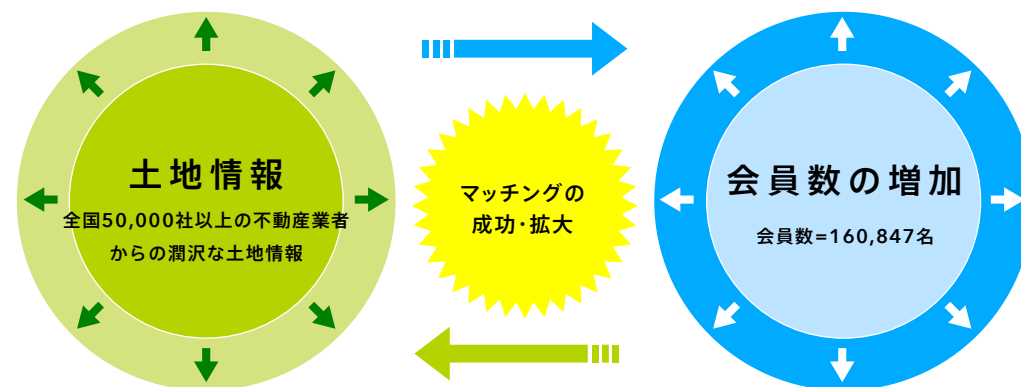 土地情報
全国50,000社以上の不動産業者
からの潤沢な土地情報
マッチングの
成功・拡大
会員数の増加
会員数=160,847名